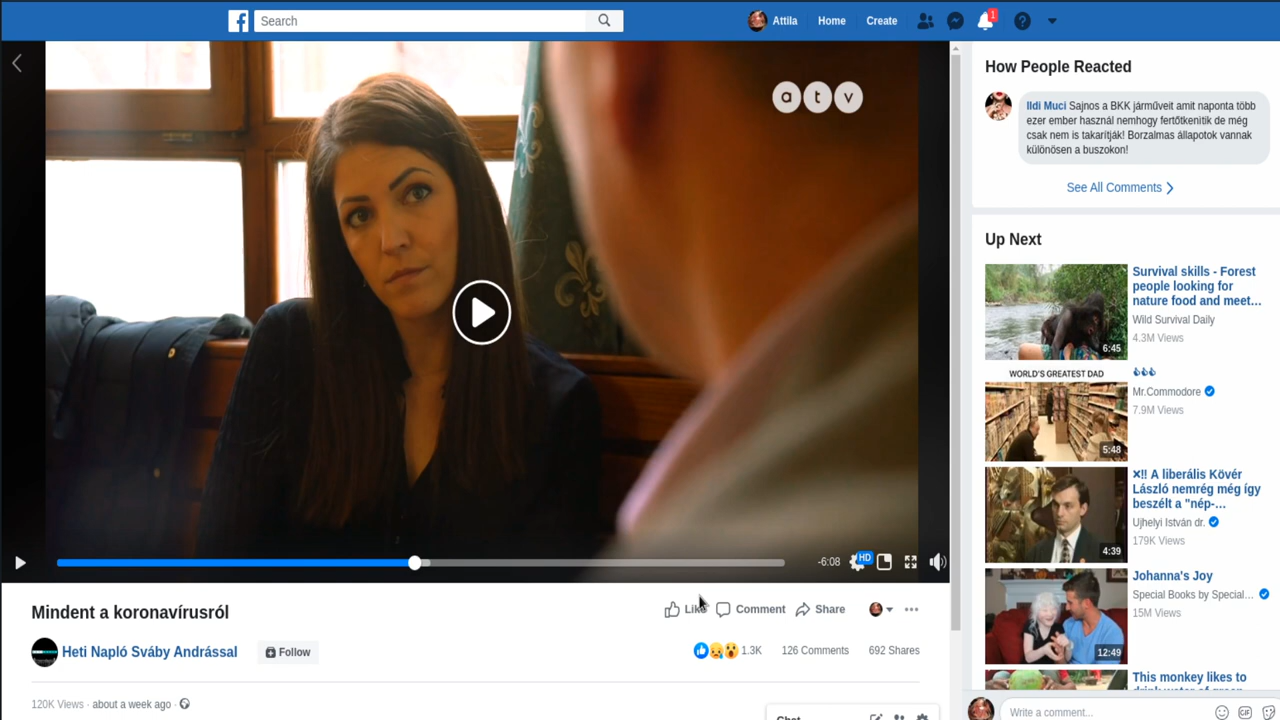 Search
Attila
Home
Create
1
a t v
How People Reacted
Ildi Muci Sajnos a BKK járműveit amit naponta több
ezer ember használ nemhogy fertőtkenitik de még
csak nem is takarítják! Borzalmas állapotok vannak
különösen a buszokon!
See All Comments
Up Next
Survival skills - Forest
people looking for
nature food and meet…
Wild Survival Daily
4.3M Views
6:45
WORLD'S GREATEST DAD
Mr.Commodore
7.9M Views
5:48
×!! A liberális Kövér
László nemrég még így
beszélt a "nép-…
Ujhelyi István dr.
179K Views
4:39
Johanna's Joy
Special Books by Special…
15M Views
12:49
This monkey likes to
-6:08
HD
Mindent a koronavírusról
Like
Comment
Share
Heti Napló Sváby Andrással
Follow
1.3K
126 Comments
692 Shares
120K Views · about a week ago ·
Chat
Write a comment...
GIF